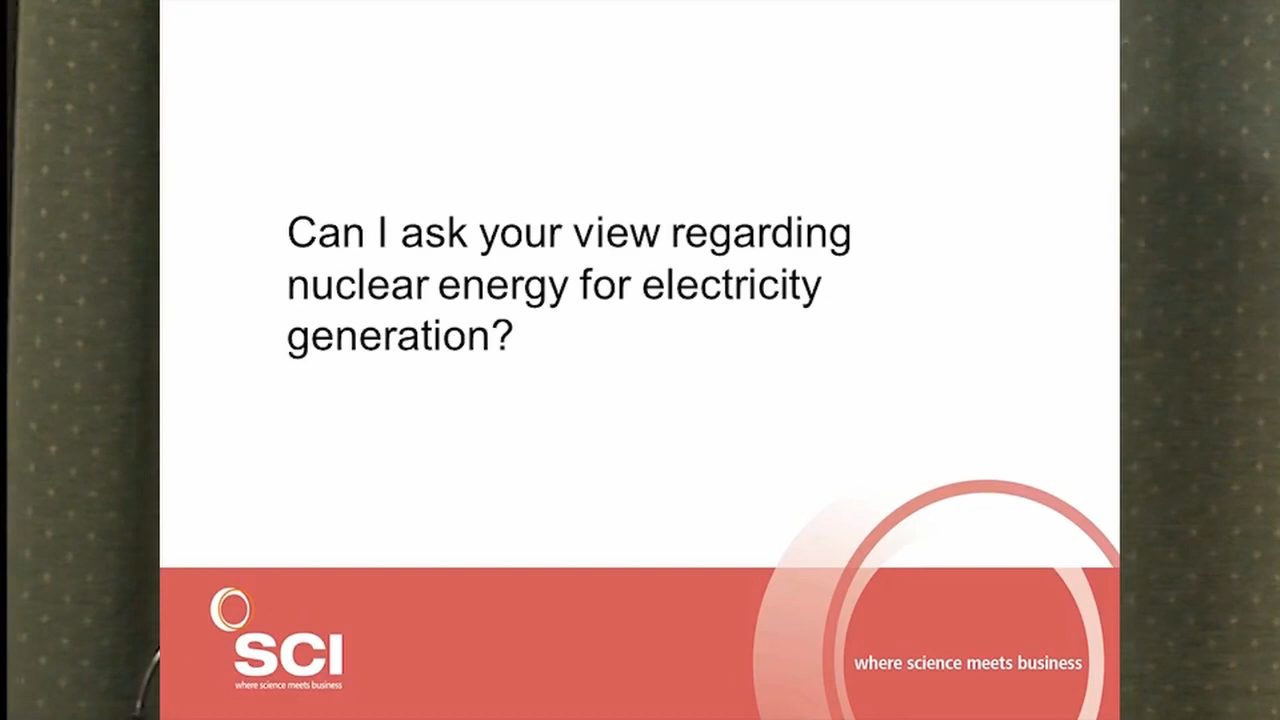 Can I ask your view regarding
nuclear energy for electricity
generation?
SCI
where science meets business
where science meets business